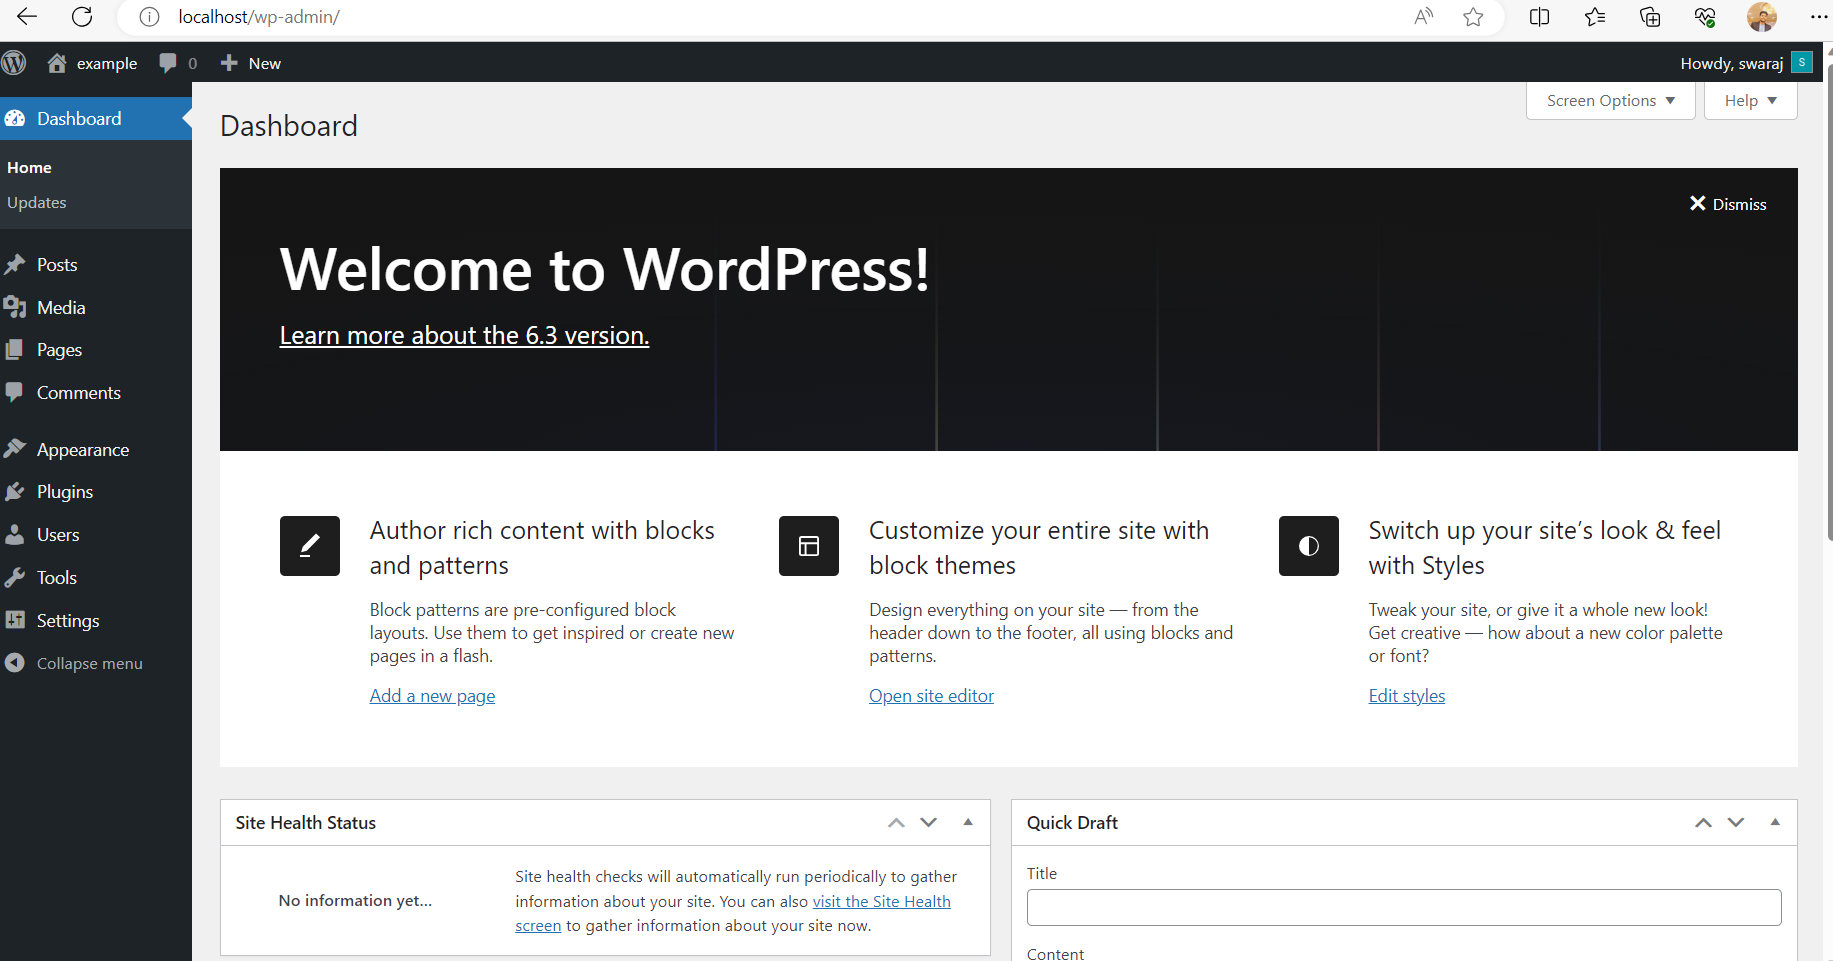 localhost/wp-admin/
example
0
New
Howdy, swaraj
S
Dashboard
Home
Updates
Posts
Media
Pages
Comments
Appearance
Plugins
Users
Tools
Settings
Collapse menu
Screen Options
Help
Dashboard
Dismiss
Welcome to WordPress!
Learn more about the 6.3 version.
Author rich content with blocks
and patterns
Block patterns are pre-configured block
layouts. Use them to get inspired or create new
pages in a flash.
Add a new page
Customize your entire site with
block themes
Design everything on your site — from the
header down to the footer, all using blocks and
patterns.
Open site editor
Switch up your site’s look & feel
with Styles
Tweak your site, or give it a whole new look!
Get creative — how about a new color palette
or font?
Edit styles
Site Health Status
No information yet...
Site health checks will automatically run periodically to gather
information about your site. You can also visit the Site Health
screen to gather information about your site now.
Quick Draft
Title
Content